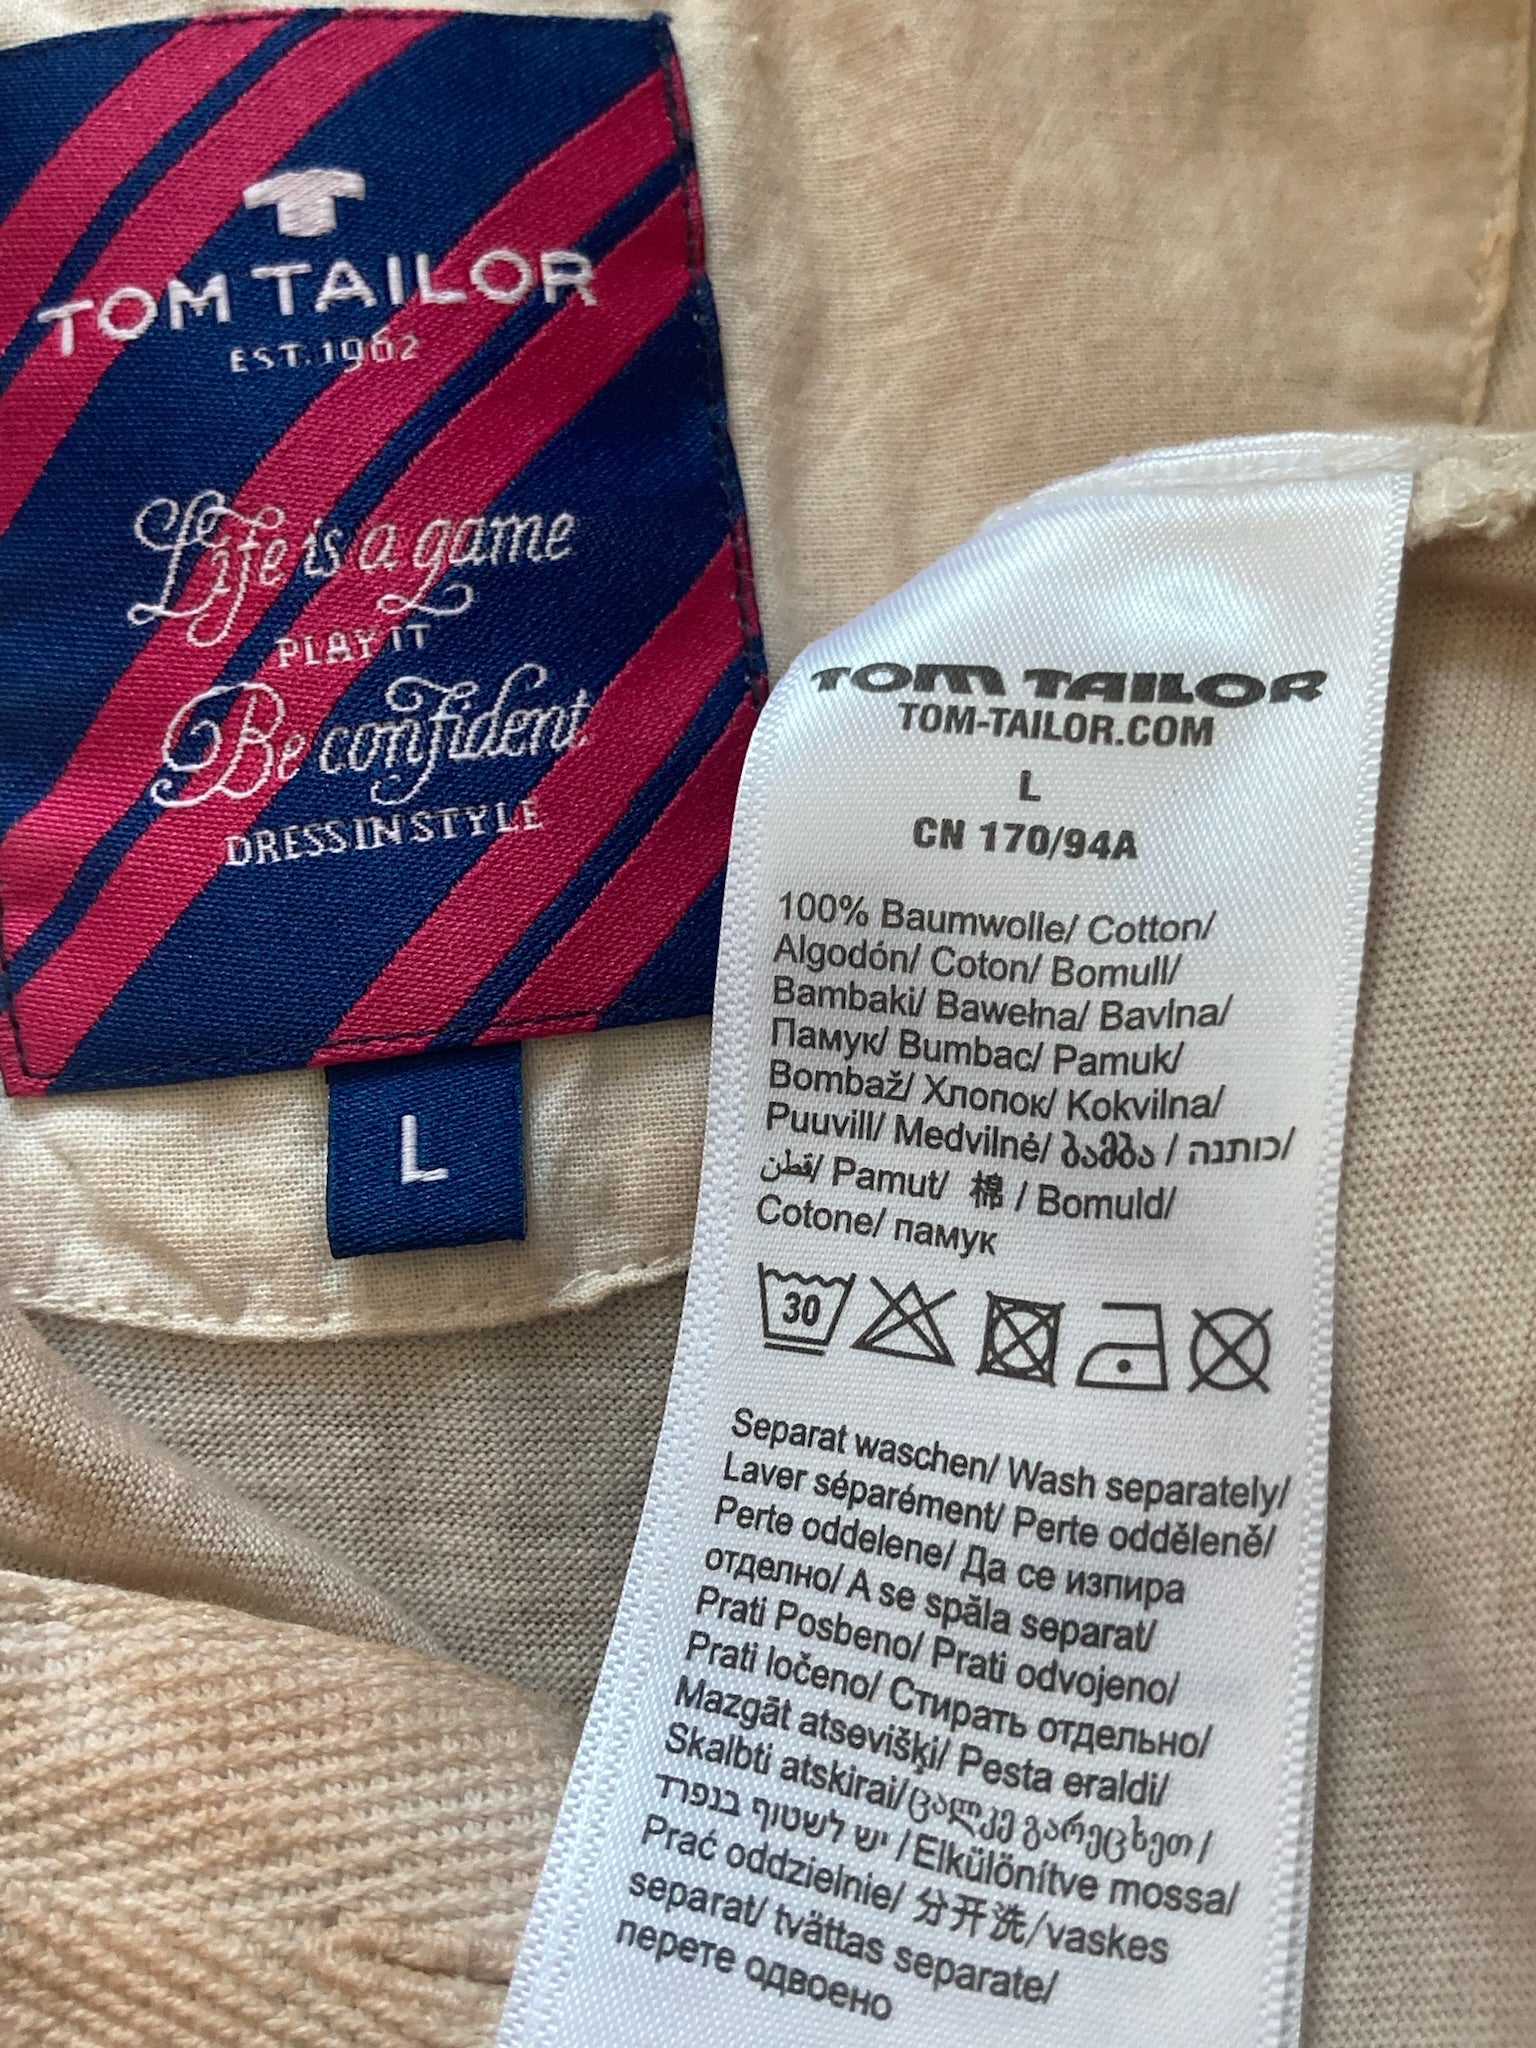 TOM TAILOR
EST. 1962
Life is a game
PLAY IT
Be confident
DRESS IN STYLE
L
TOM TAILOR
TOM-TAILOR.COM
L
CN 170/94A
100% Baumwolle/ Cotton/
Algodón/ Coton/ Bomull/
Bambaki/ Bawełna/ Bavlna/
Памук/ Bumbac/ Pamuk/
Bombaž/ Хлопок/ Kokvilna/
Puuvill/ Medvilnė/ ბამბა / כותנה/
قطن/ Pamut/ 棉 / Bomuld/
Cotone/ памук
30
Separat waschen/ Wash separately/
Laver séparément/ Perte odděleně/
Perte oddelene/ Да се изпира
отделно/ A se spăla separat/
Prati Posbeno/ Prati odvojeno/
Prati ločeno/ Стирать отдельно/
Mazgāt atsevišķi/ Pesta eraldi/
Skalbti atskirai/ ცალკე გარეცხეთ /
יש לשטוף בנפרד / Elkülönítve mossa/
Prać oddzielnie/ 分开洗/vaskes
separat/ tvättas separate/
перете одвоено